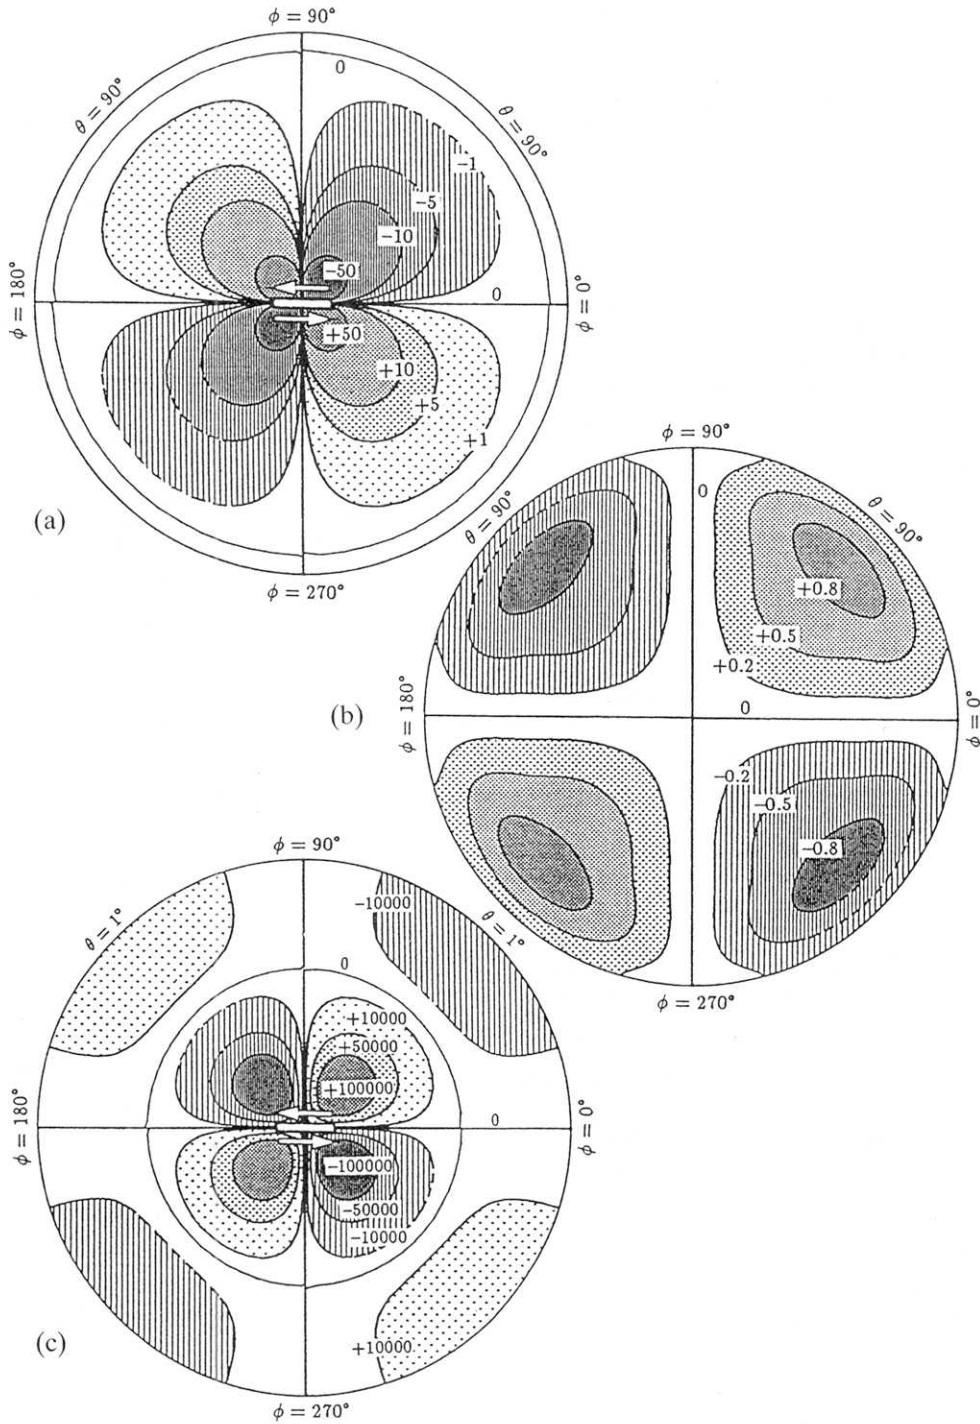 ϕ = 90°
0
θ = 90°
θ = 90°
−1
−5
−10
−50
0
ϕ = 180°
ϕ = 0°
+50
+10
+5
+1
(a)
ϕ = 270°
ϕ = 90°
0
θ = 90°
θ = 90°
+0.8
+0.5
+0.2
0
(b)
ϕ = 180°
ϕ = 0°
−0.2
−0.5
−0.8
ϕ = 270°
ϕ = 90°
−10000
θ = 1°
θ = 1°
0
+10000
+50000
+100000
0
ϕ = 180°
ϕ = 0°
−100000
−50000
−10000
(c)
+10000
ϕ = 270°